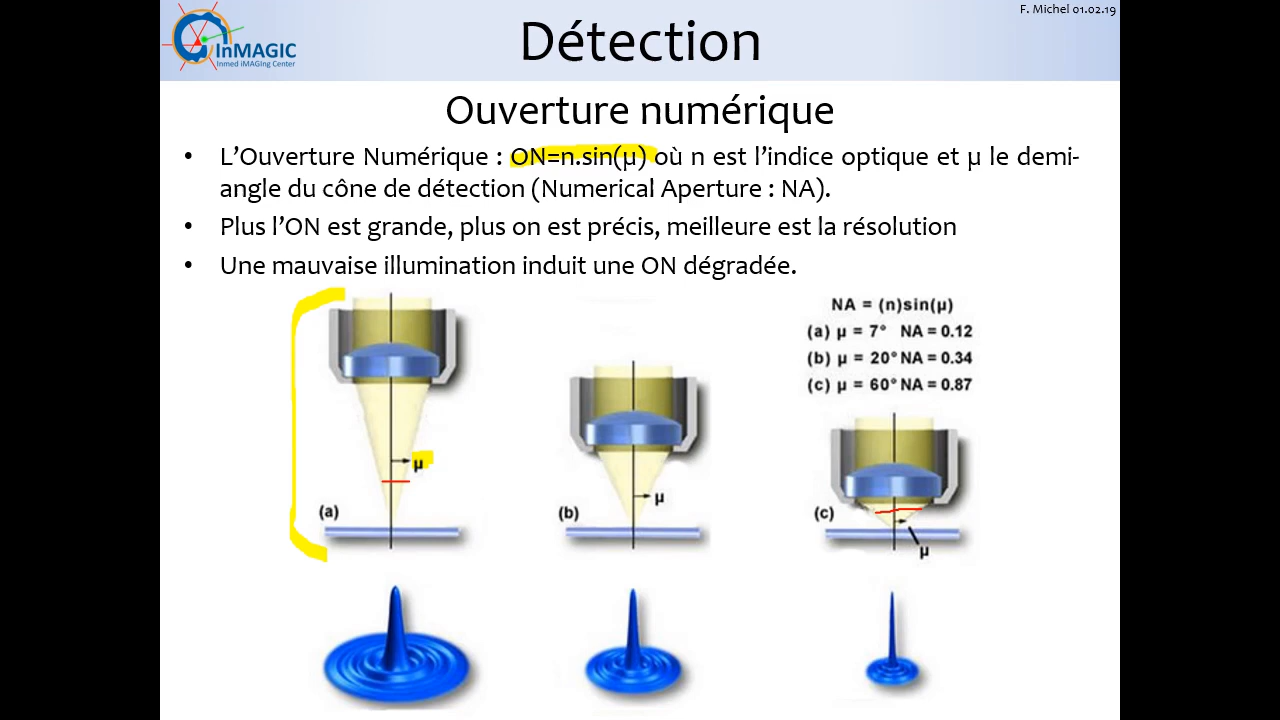 F. Michel 01.02.19
InMAGIC
Inmed iMAGIng Center
Détection
Ouverture numérique
• L’Ouverture Numérique : ON=n.sin(µ) où n est l’indice optique et µ le demi-
angle du cône de détection (Numerical Aperture : NA).
• Plus l’ON est grande, plus on est précis, meilleure est la résolution
• Une mauvaise illumination induit une ON dégradée.
NA = (n)sin(µ)
(a) µ = 7° NA = 0.12
(b) µ = 20° NA = 0.34
(c) µ = 60° NA = 0.87
µ
(a)
µ
(b)
(c)
µ